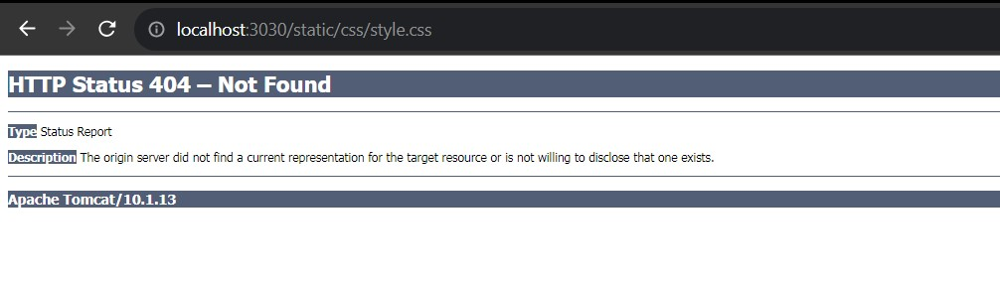 localhost:3030/static/css/style.css
HTTP Status 404 – Not Found
Type Status Report
Description The origin server did not find a current representation for the target resource or is not willing to disclose that one exists.
Apache Tomcat/10.1.13